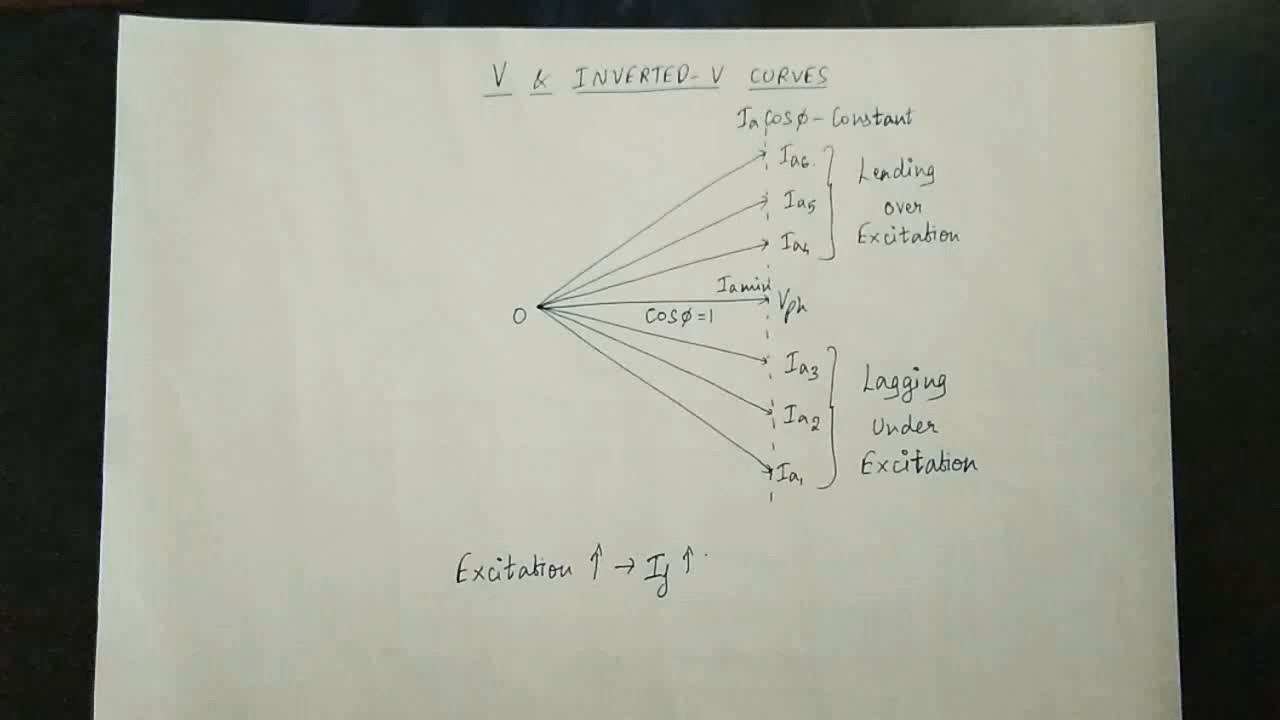 V & INVERTED-V CURVES
Ia cosϕ - Constant
Ia6
Ia5
Ia4
Leading
over
Excitation
Iamin
O
cosϕ=1
Vph
Ia3
Ia2
Ia1
Lagging
Under
Excitation
Excitation ↑ → If ↑